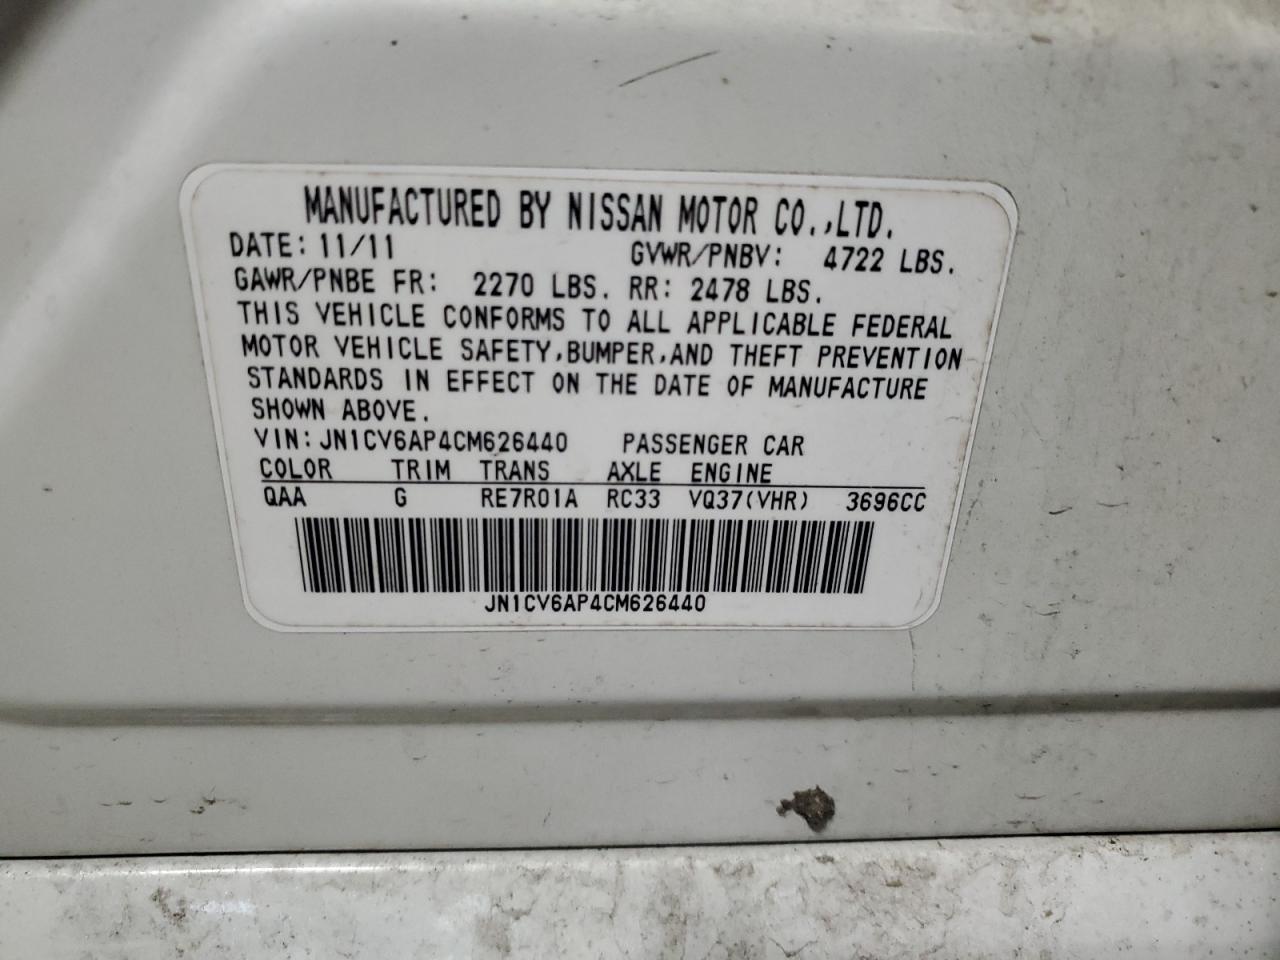 MANUFACTURED BY NISSAN MOTOR CO.,LTD.
DATE: 11/11 GVWR/PNBV: 4722 LBS.
GAWR/PNBE FR: 2270 LBS. RR: 2478 LBS.
THIS VEHICLE CONFORMS TO ALL APPLICABLE FEDERAL
MOTOR VEHICLE SAFETY,BUMPER,AND THEFT PREVENTION
STANDARDS IN EFFECT ON THE DATE OF MANUFACTURE
SHOWN ABOVE.
VIN: JN1CV6AP4CM626440 PASSENGER CAR
COLOR TRIM TRANS AXLE ENGINE
QAA G RE7R01A RC33 VQ37(VHR) 3696CC
JN1CV6AP4CM626440